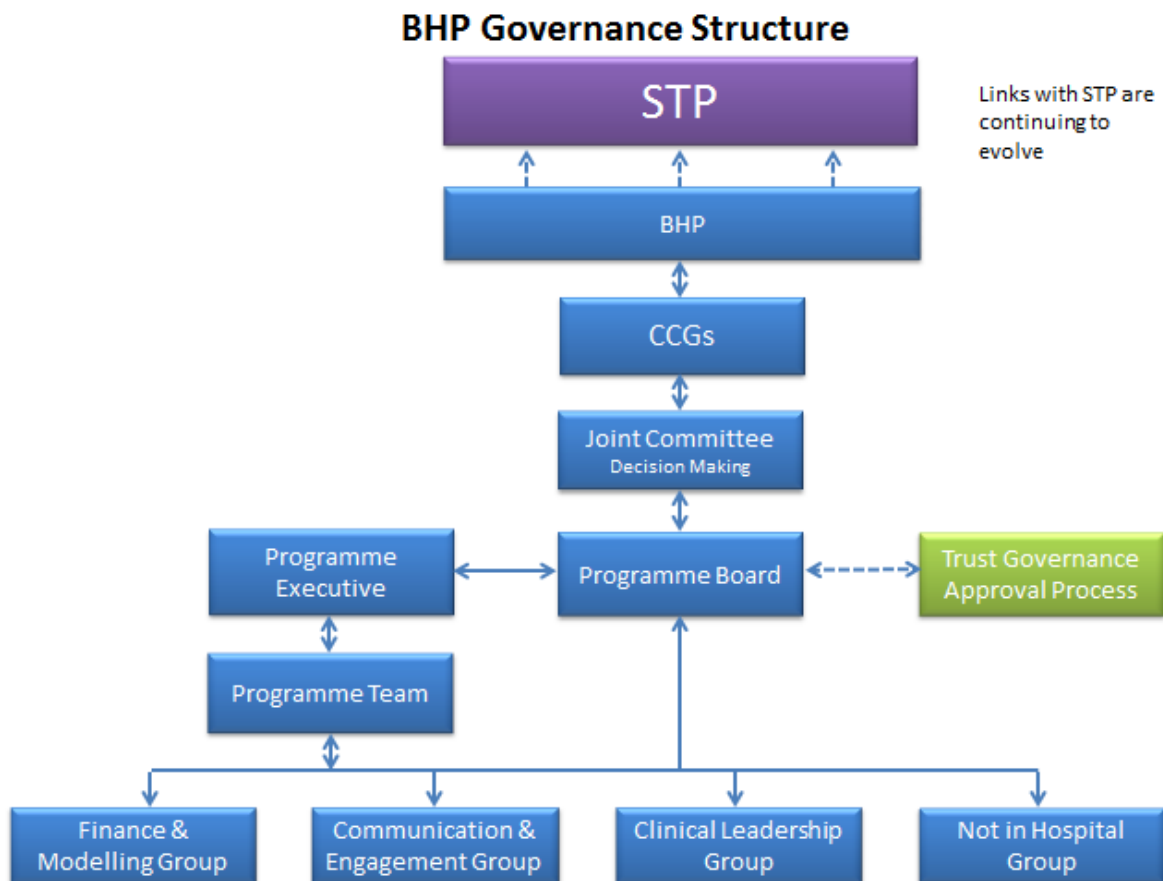 BHP Governance Structure
STP
Links with STP are
continuing to
evolve
BHP
CCGs
Joint Committee
Decision Making
Programme
Executive
Programme Board
Trust Governance
Approval Process
Programme Team
Finance &
Modelling Group
Communication &
Engagement Group
Clinical Leadership
Group
Not in Hospital
Group